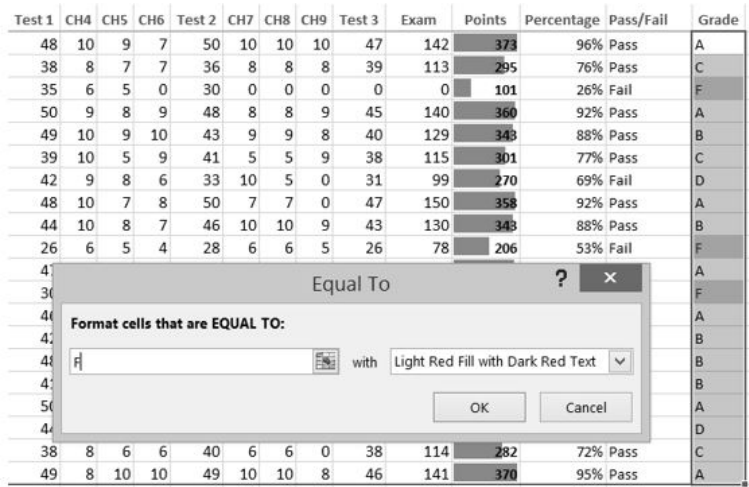 Test 1 CH4 CH5 CH6 Test 2 CH7 CH8 CH9 Test 3 Exam Points Percentage Pass/Fail Grade
48 10 9 7 50 10 10 10 47 142 373 96% Pass A
38 8 7 7 36 8 8 8 39 113 295 76% Pass C
35 6 5 0 30 0 0 0 0 0 101 26% Fail F
50 9 8 9 48 8 8 9 45 140 360 92% Pass A
49 10 9 10 43 9 9 8 40 129 343 88% Pass B
39 10 5 9 41 5 5 9 38 115 301 77% Pass C
42 9 8 6 33 10 5 0 31 99 270 69% Fail D
48 10 7 8 50 7 7 0 47 150 358 92% Pass A
44 10 8 7 46 10 10 9 43 130 343 88% Pass B
26 6 5 4 28 6 6 5 26 78 206 53% Fail F
A
Equal To ? ×
F
Format cells that are EQUAL TO:
A
B
F with Light Red Fill with Dark Red Text
B
B
OK Cancel
A
D
38 8 6 6 40 6 6 0 38 114 282 72% Pass C
49 8 10 10 49 10 10 8 46 141 370 95% Pass A